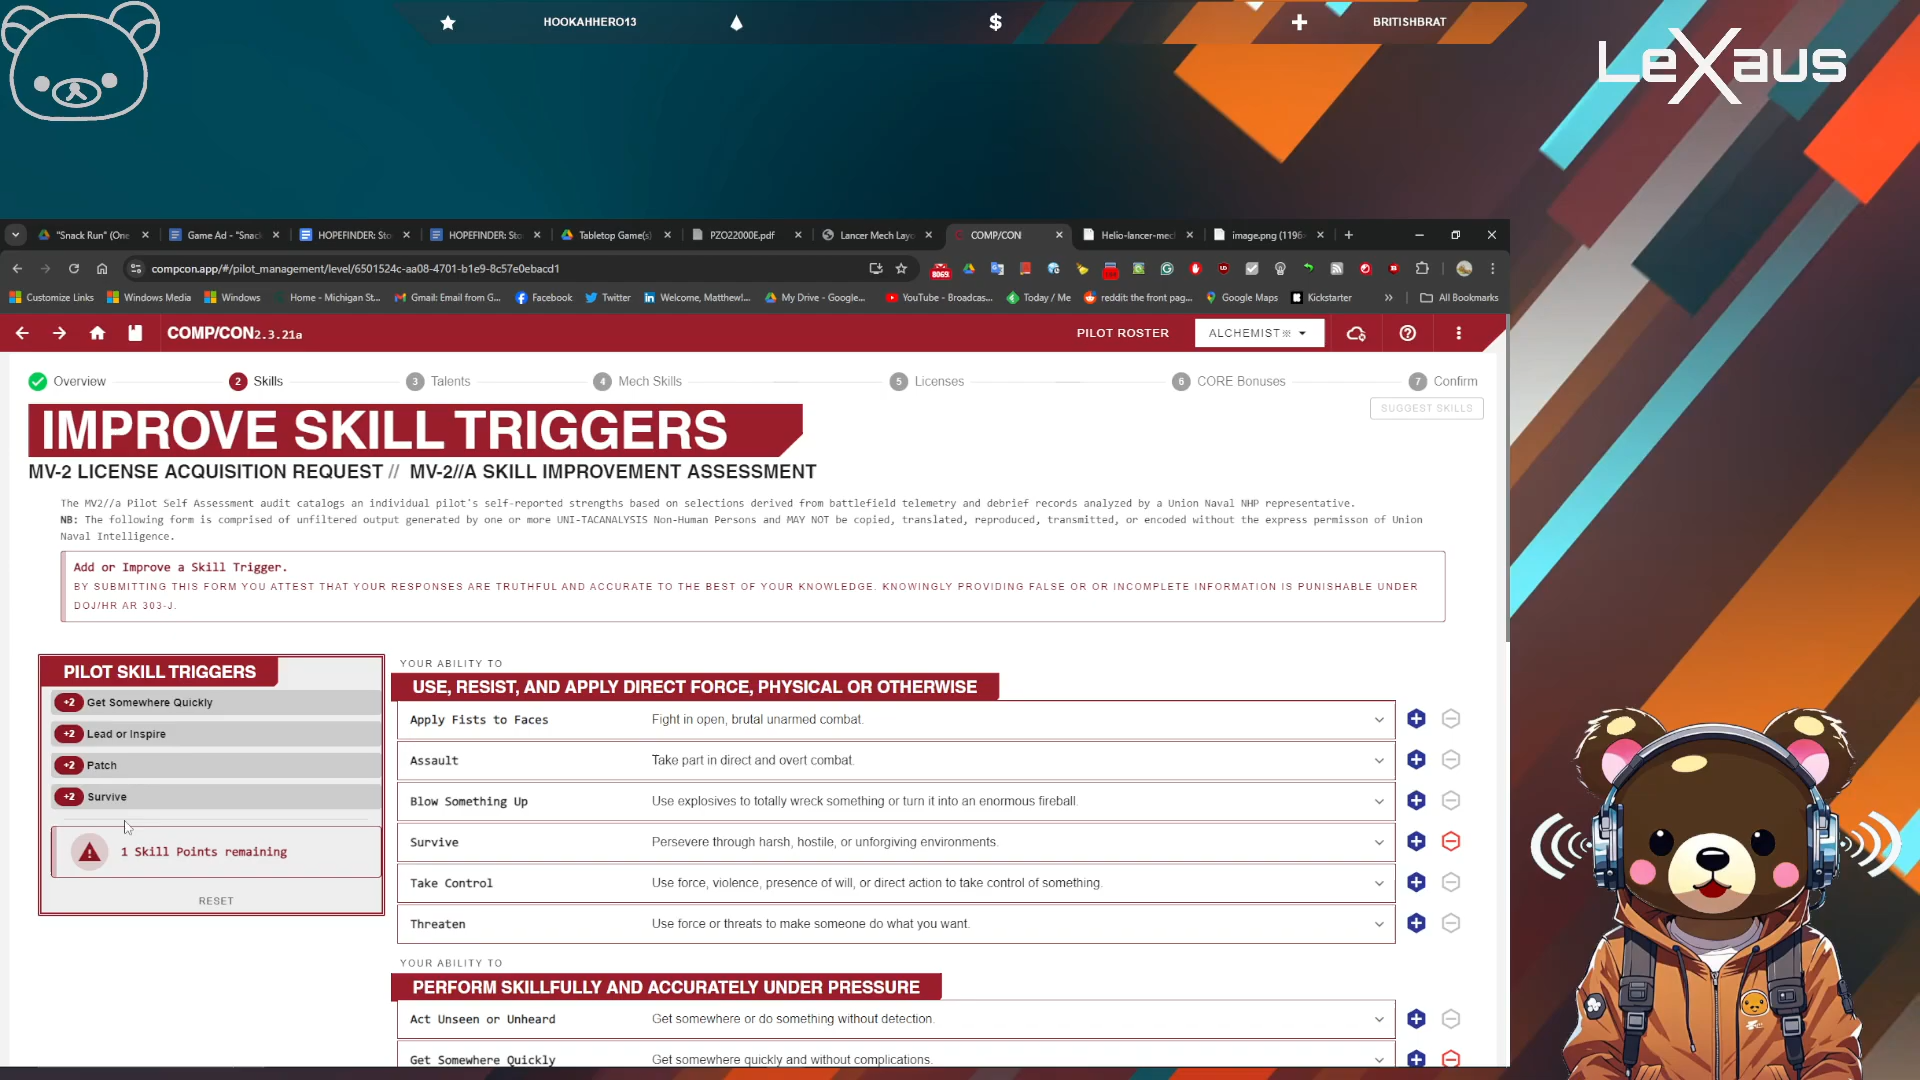 HOOKAHHERO13
$
BRITISHBRAT
LeXaus
"Snack Run" (One
Game Ad - "Snac
HOPEFINDER: Sto
HOPEFINDER: Sto
Tabletop Game(s)
PZO22000E.pdf
Lancer Mech Layo
COMP/CON
Helio-lancer-mec
image.png (1196×
compcon.app/#/pilot_management/level/6501524c-aa08-4701-b1e9-8c57e0ebacd1
Customize Links
Windows Media
Windows
Home - Michigan St...
Gmail: Email from G...
Facebook
Twitter
Welcome, Matthew!...
My Drive - Google...
YouTube - Broadcas...
Today / Me
reddit: the front pag...
Google Maps
Kickstarter
»
All Bookmarks
COMP/CON2.3.21a
PILOT ROSTER
ALCHEMIST※
Overview
2 Skills
3 Talents
4 Mech Skills
5 Licenses
6 CORE Bonuses
7 Confirm
SUGGEST SKILLS
IMPROVE SKILL TRIGGERS
MV-2 LICENSE ACQUISITION REQUEST // MV-2//A SKILL IMPROVEMENT ASSESSMENT
The MV2//a Pilot Self Assessment audit catalogs an individual pilot's self-reported strengths based on selections derived from battlefield telemetry and debrief records analyzed by a Union Naval NHP representative.
NB: The following form is comprised of unfiltered output generated by one or more UNI-TACANALYSIS Non-Human Persons and MAY NOT be copied, translated, reproduced, transmitted, or encoded without the express permisson of Union
Naval Intelligence.
Add or Improve a Skill Trigger.
BY SUBMITTING THIS FORM YOU ATTEST THAT YOUR RESPONSES ARE TRUTHFUL AND ACCURATE TO THE BEST OF YOUR KNOWLEDGE. KNOWINGLY PROVIDING FALSE OR OR INCOMPLETE INFORMATION IS PUNISHABLE UNDER
DOJ/HR AR 303-J.
PILOT SKILL TRIGGERS
+2 Get Somewhere Quickly
+2 Lead or Inspire
+2 Patch
+2 Survive
1 Skill Points remaining
RESET
YOUR ABILITY TO
USE, RESIST, AND APPLY DIRECT FORCE, PHYSICAL OR OTHERWISE
Apply Fists to Faces Fight in open, brutal unarmed combat.
Assault Take part in direct and overt combat.
Blow Something Up Use explosives to totally wreck something or turn it into an enormous fireball.
Survive Persevere through harsh, hostile, or unforgiving environments.
Take Control Use force, violence, presence of will, or direct action to take control of something.
Threaten Use force or threats to make someone do what you want.
YOUR ABILITY TO
PERFORM SKILLFULLY AND ACCURATELY UNDER PRESSURE
Act Unseen or Unheard Get somewhere or do something without detection.
Get Somewhere Quickly Get somewhere quickly and without complications.